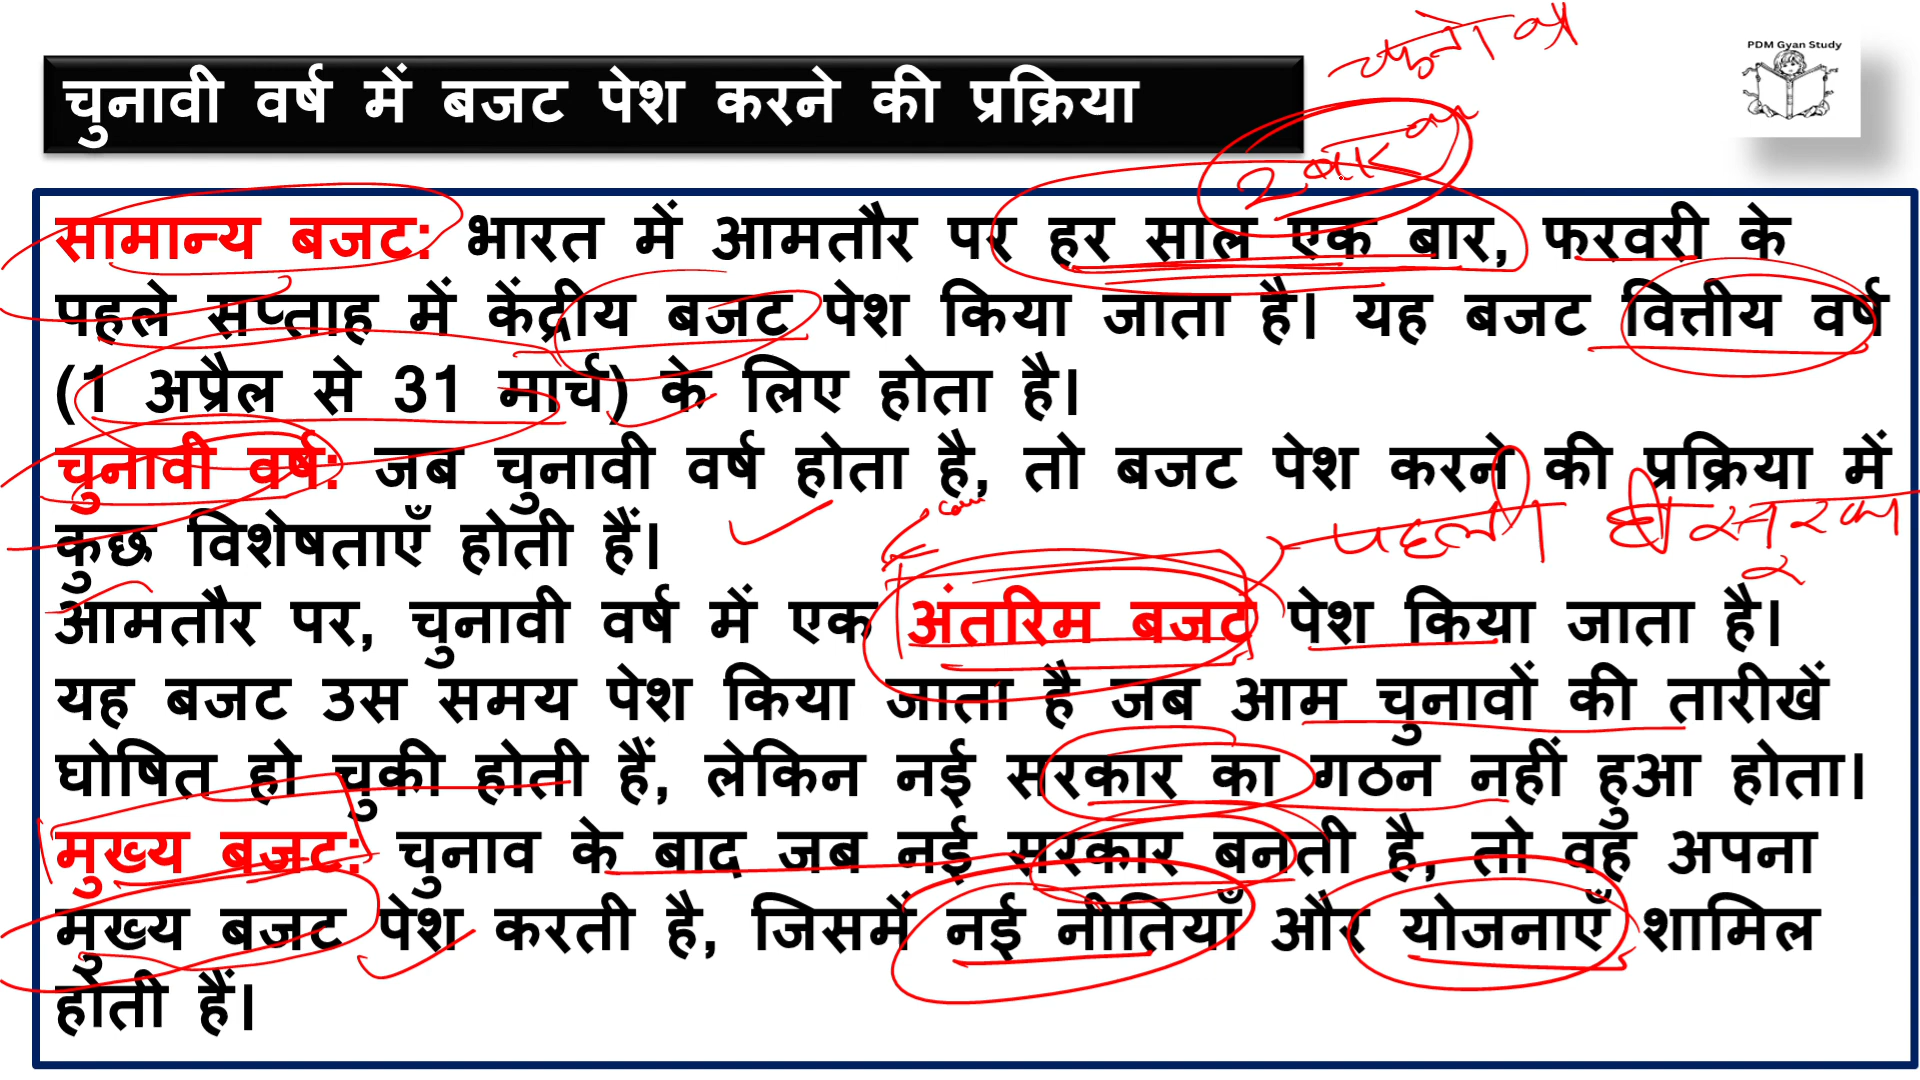 चुनावी वर्ष में बजट पेश करने की प्रक्रिया
PDM Gyan Study
चुनाव
2 बार
सामान्य बजट: भारत में आमतौर पर हर साल एक बार, फरवरी के
पहले सप्ताह में केंद्रीय बजट पेश किया जाता है। यह बजट वित्तीय वर्ष
(1 अप्रैल से 31 मार्च) के लिए होता है।
चुनावी वर्ष: जब चुनावी वर्ष होता है, तो बजट पेश करने की प्रक्रिया में
कुछ विशेषताएँ होती हैं।
पहली ही सरकार
आमतौर पर, चुनावी वर्ष में एक अंतरिम बजट पेश किया जाता है।
यह बजट उस समय पेश किया जाता है जब आम चुनावों की तारीखें
घोषित हो चुकी होती हैं, लेकिन नई सरकार का गठन नहीं हुआ होता।
मुख्य बजट: चुनाव के बाद जब नई सरकार बनती है, तो वह अपना
मुख्य बजट पेश करती है, जिसमें नई नीतियाँ और योजनाएँ शामिल
होती हैं।